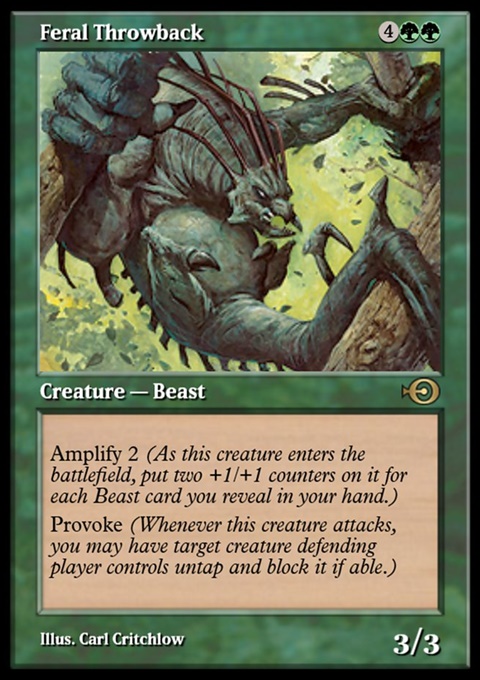 Feral Throwback 4
Creature — Beast
Amplify 2 (As this creature enters the
battlefield, put two +1/+1 counters on it for
each Beast card you reveal in your hand.)
Provoke (Whenever this creature attacks,
you may have target creature defending
player controls untap and block it if able.)
Illus. Carl Critchlow
3/3